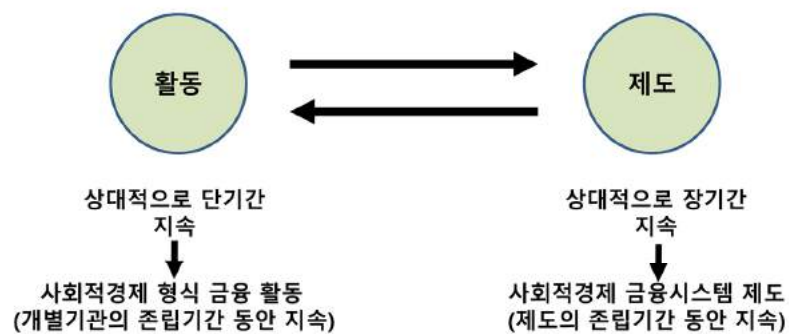 활동
제도
상대적으로 단기간
지속
상대적으로 장기간
지속
사회적경제 형식 금융 활동
(개별기관의 존립기간 동안 지속)
사회적경제 금융시스템 제도
(제도의 존립기간 동안 지속)